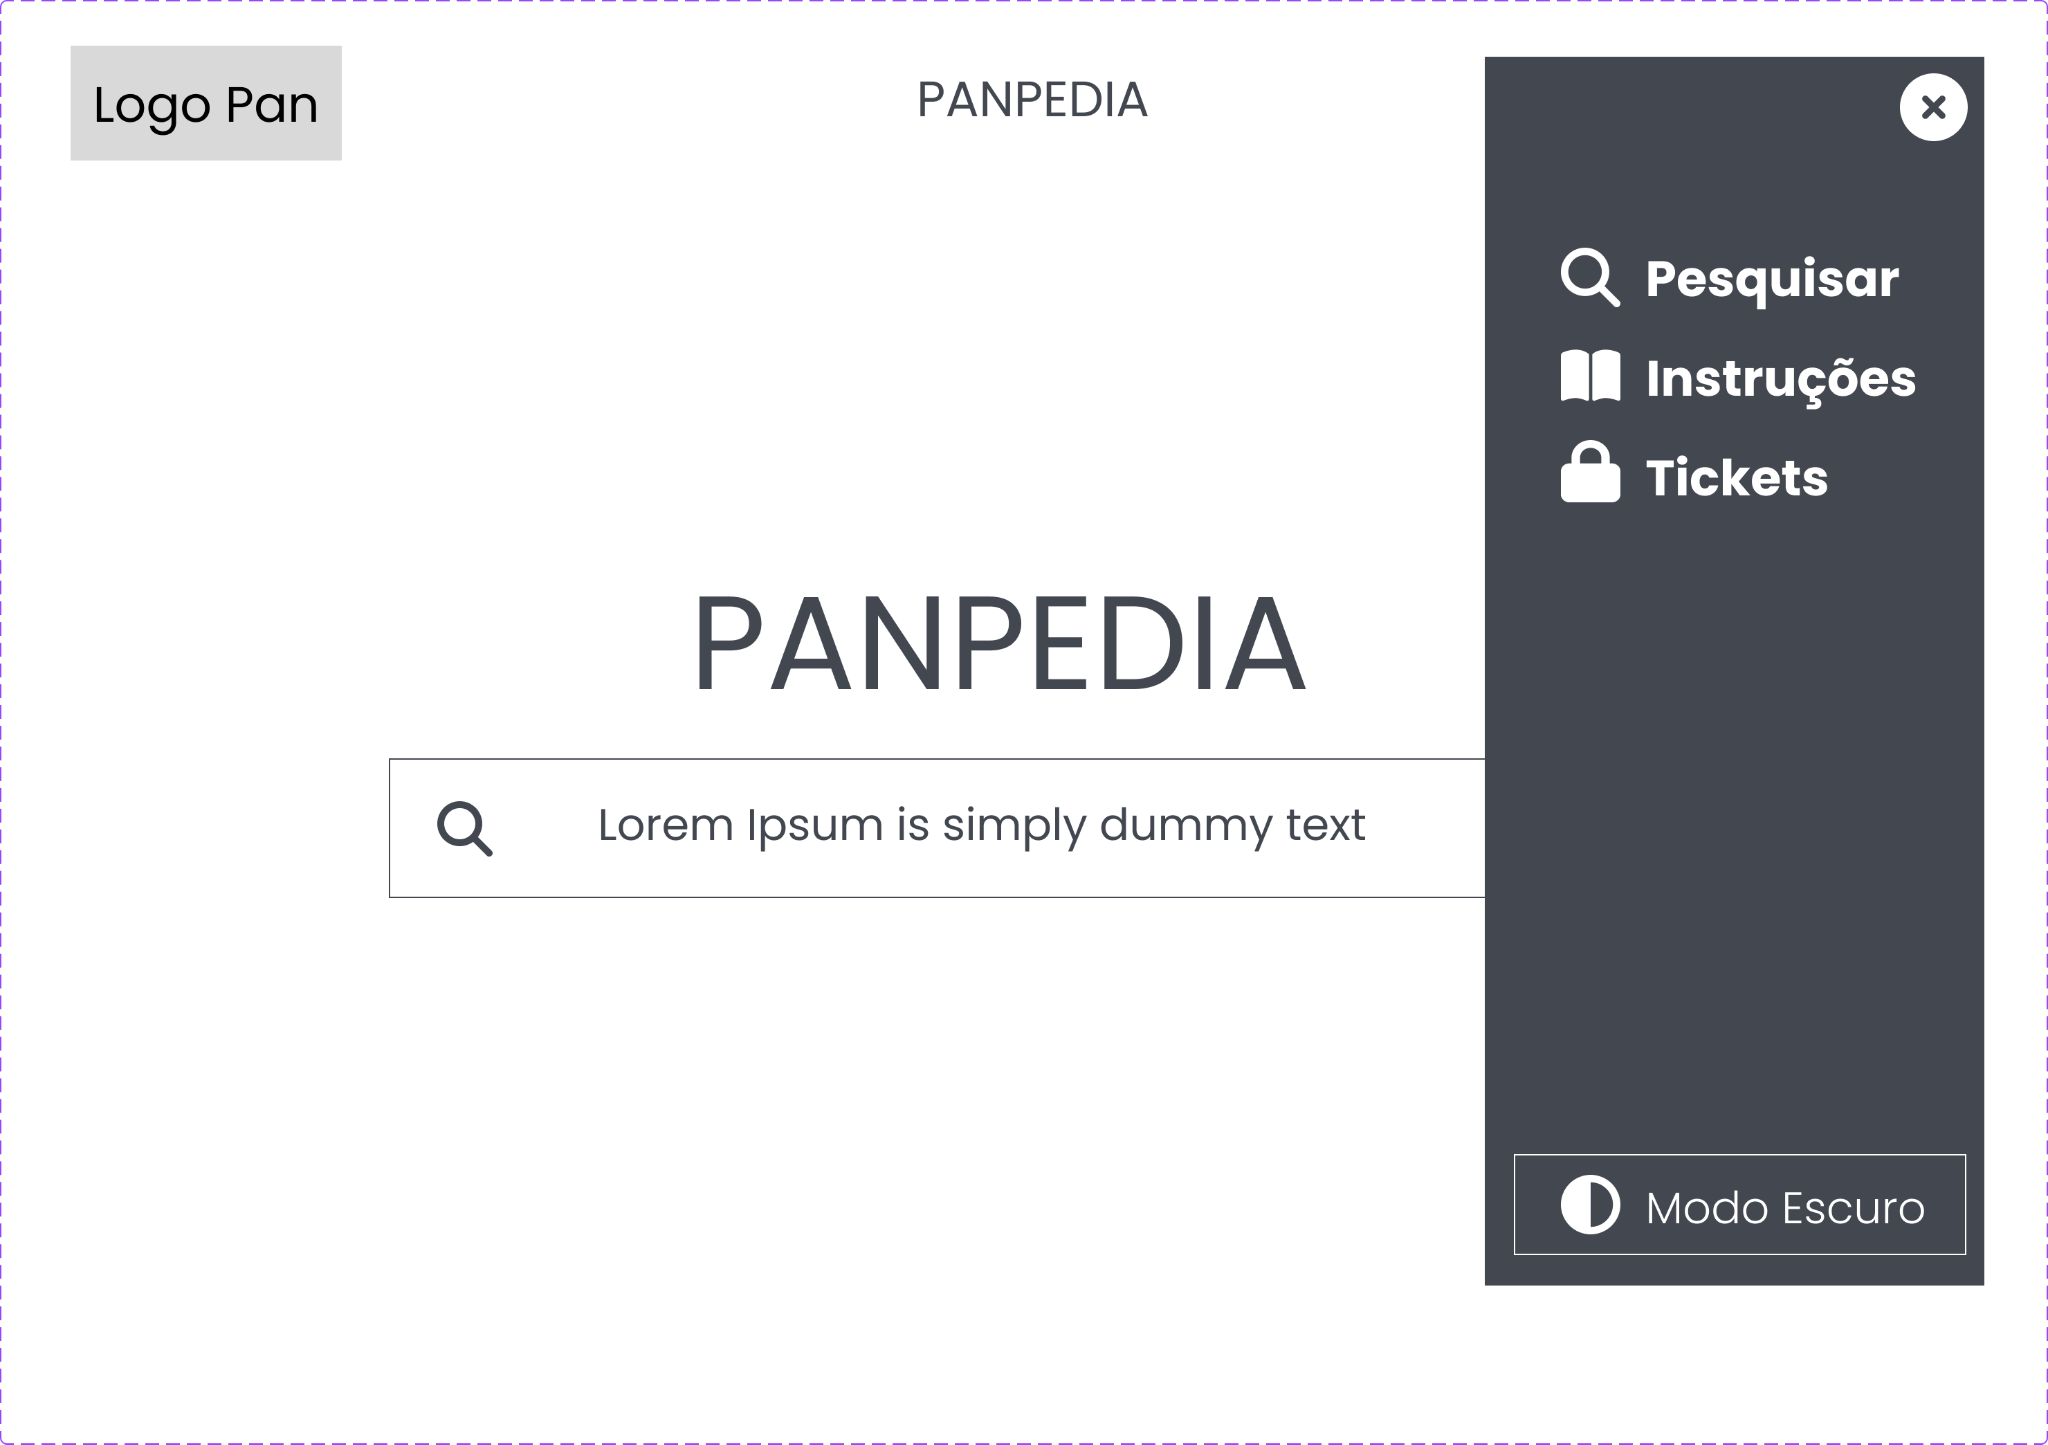 Logo Pan
PANPEDIA
Pesquisar
Instruções
Tickets
PANPEDIA
Lorem Ipsum is simply dummy text
Modo Escuro